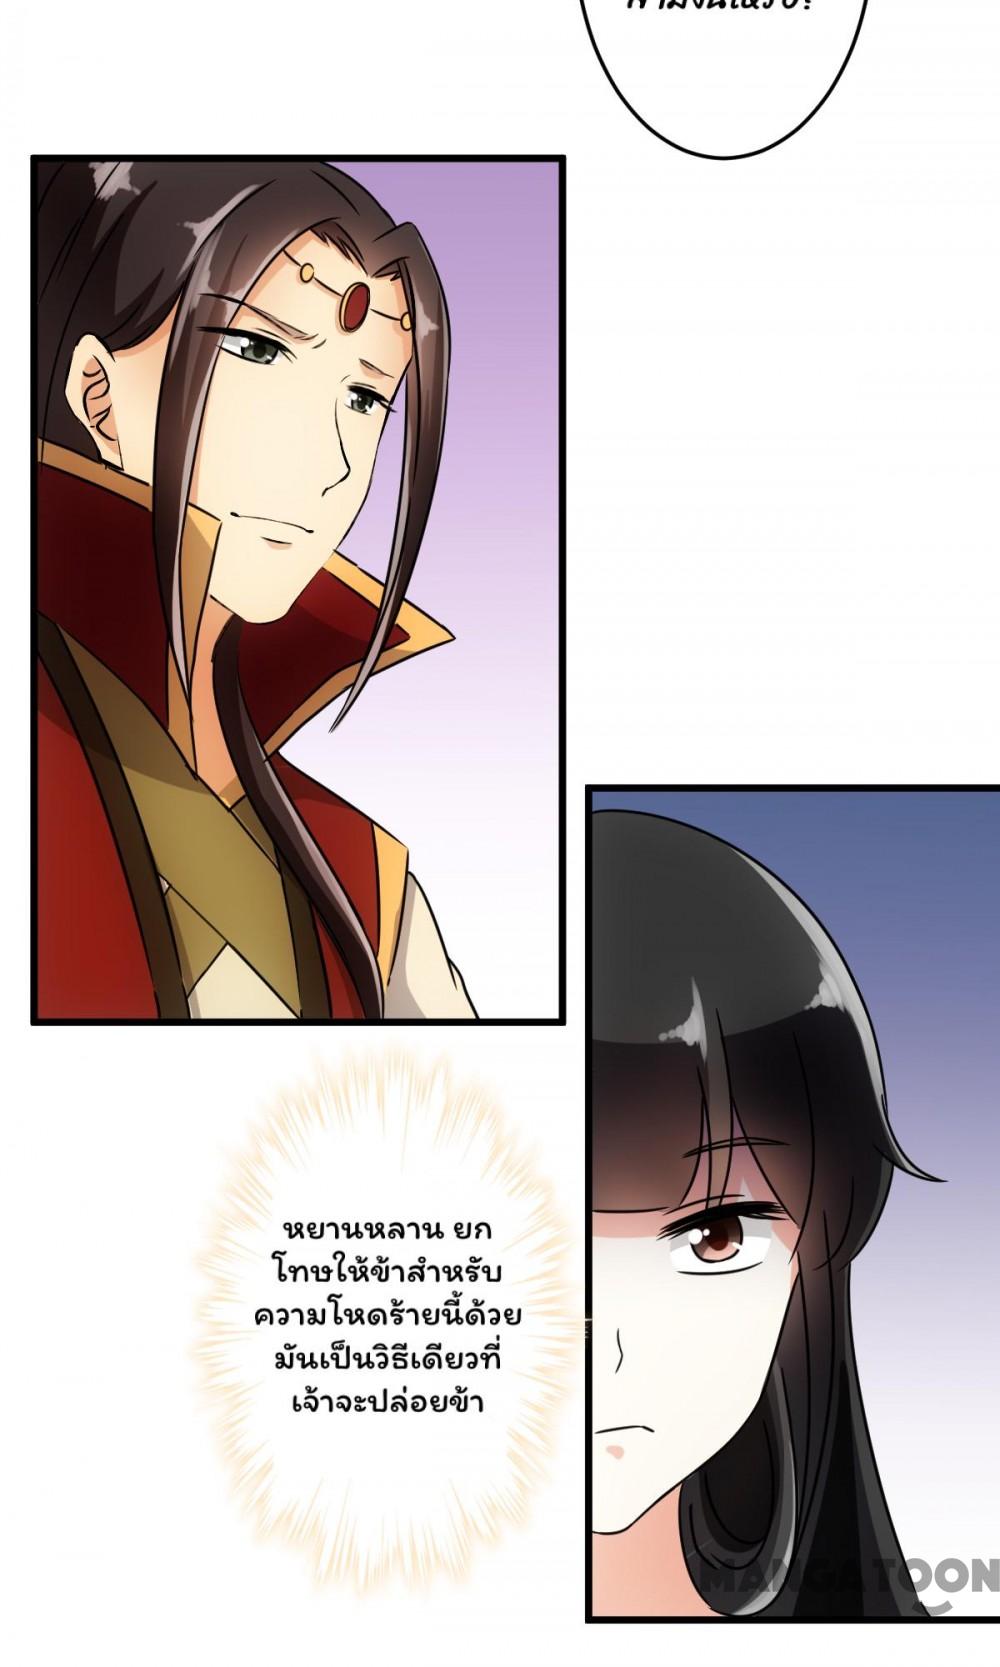 หยานหลาน ยก
โทษให้ข้าสำหรับ
ความโหดร้ายนี้ด้วย
มันเป็นวิธีเดียวที่
เจ้าจะปล่อยข้า
MANGATOON